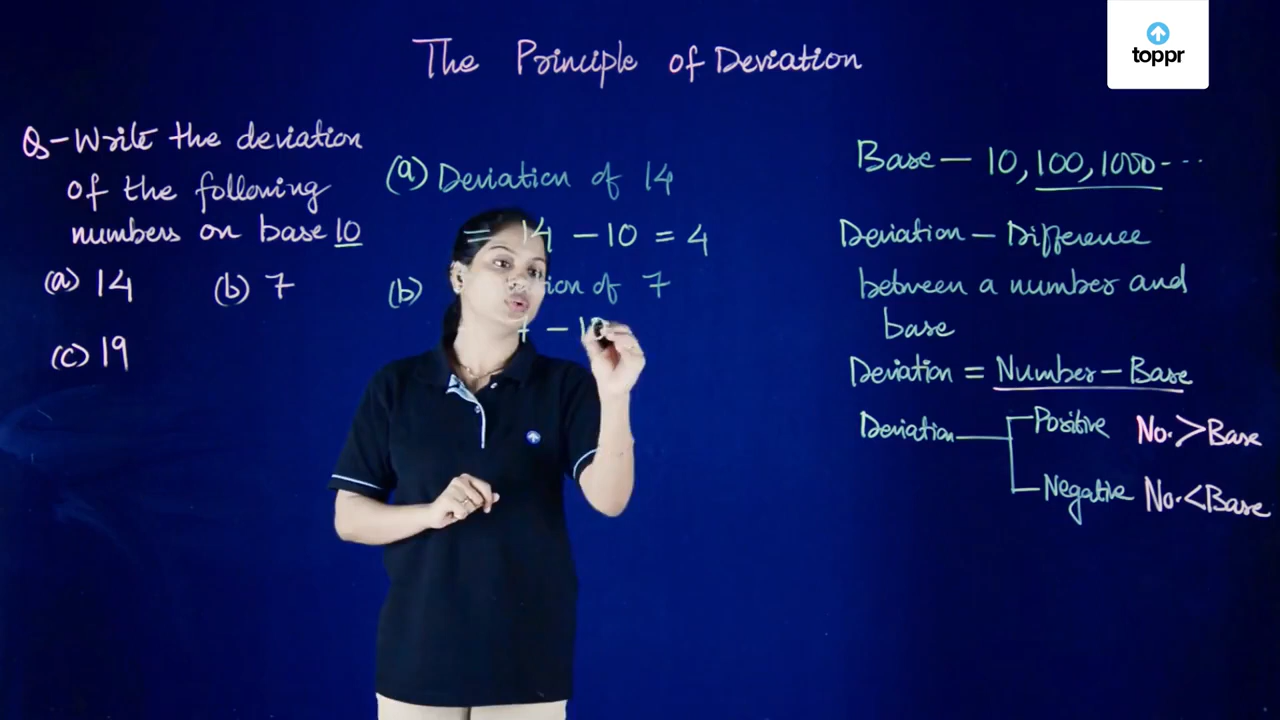 The Principle of Deviation
toppr
Q-Write the deviation
of the following
numbers on base 10
(a) 14 (b) 7
(c) 19
(a) Deviation of 14
= 14 - 10 = 4
(b) of 7
7 - 10
Base - 10, 100, 1000 - ...
Deviation - Difference
between a number and
base
Deviation = Number - Base
Deviation
Positive No. > Base
Negative No. < Base